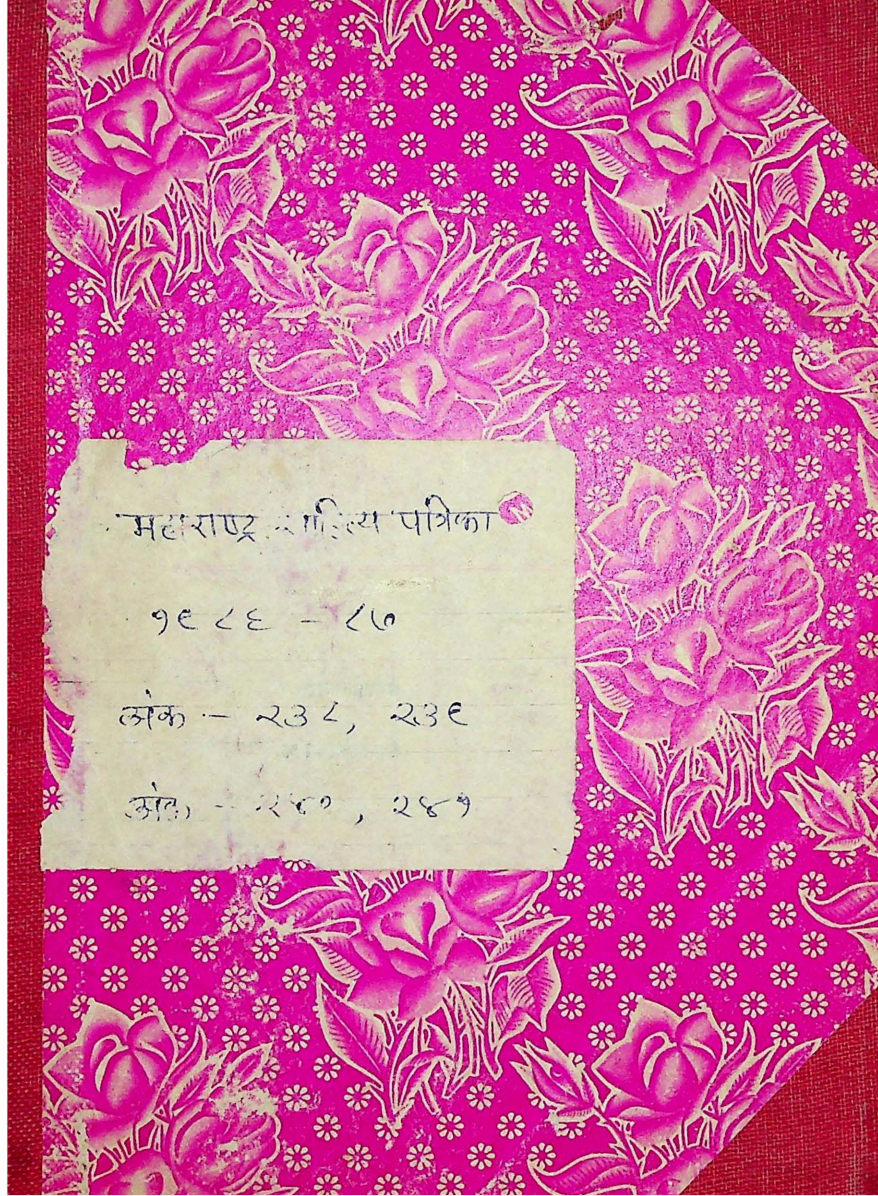 महाराष्ट्र साहित्य पत्रिका
१९८६ - ८७
अंक - २३८, २३९
अंक - २४०, २४१